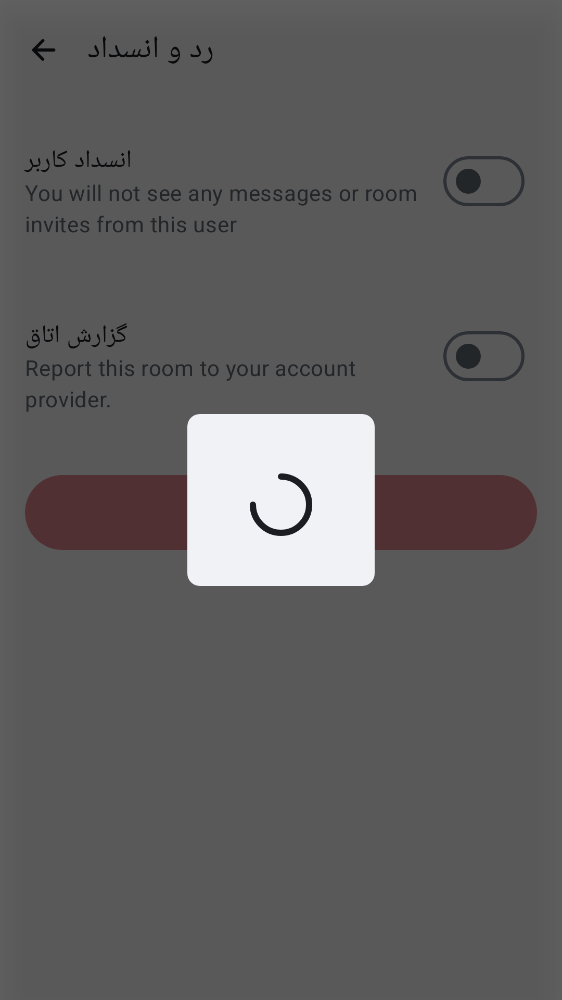 رد و انسداد
انسداد کاربر
You will not see any messages or room
invites from this user
گزارش اتاق
Report this room to your account
provider.